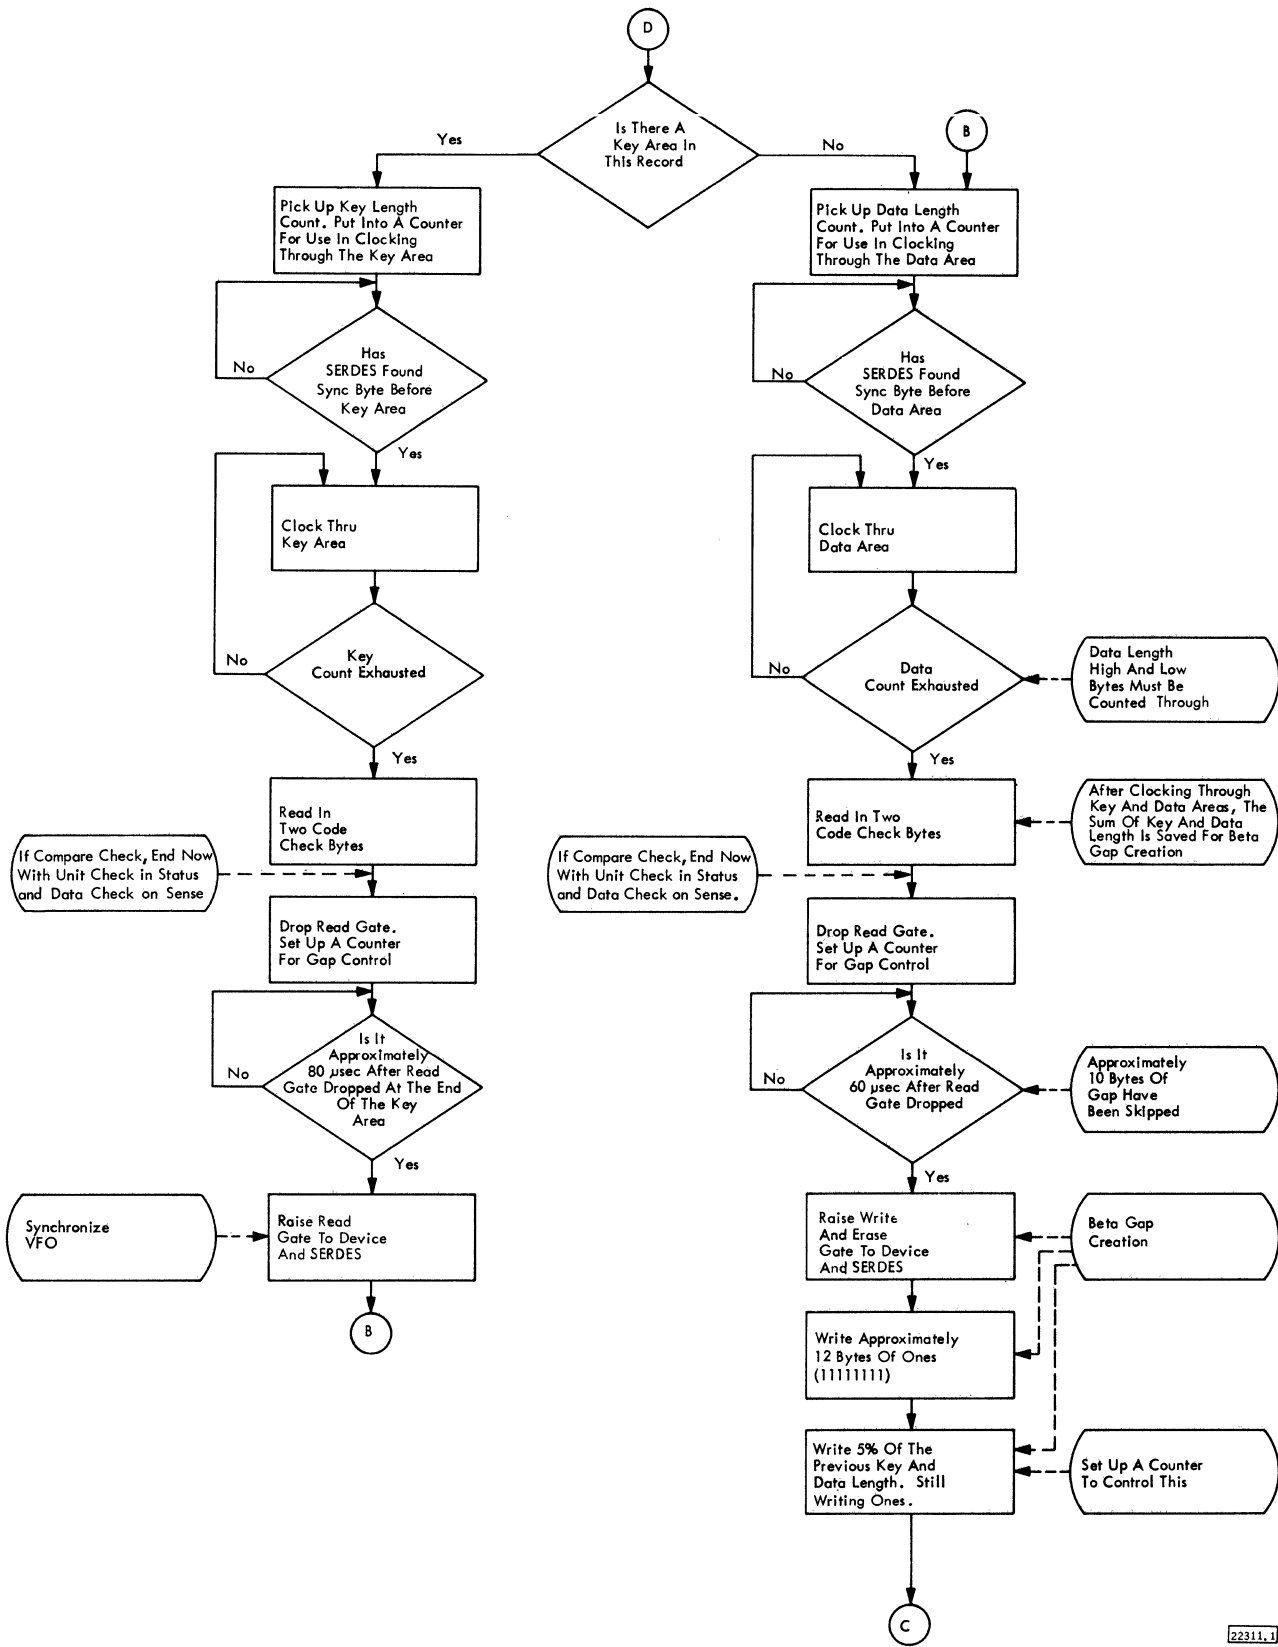 D
Is There A
Key Area In
This Record
Yes
No
B
Pick Up Key Length
Count. Put Into A Counter
For Use In Clocking
Through The Key Area
Has
SERDES Found
Sync Byte Before
Key Area
No
Yes
Clock Thru
Key Area
Key
Count Exhausted
No
Yes
Read In
Two Code
Check Bytes
If Compare Check, End Now
With Unit Check in Status
and Data Check on Sense
Drop Read Gate.
Set Up A Counter
For Gap Control
Is It
Approximately
80 μsec After Read
Gate Dropped At The End
Of The Key
Area
No
Yes
Synchronize
VFO
Raise Read
Gate To Device
And SERDES
B
Pick Up Data Length
Count. Put Into A Counter
For Use In Clocking
Through The Data Area
Has
SERDES Found
Sync Byte Before
Data Area
No
Yes
Clock Thru
Data Area
Data
Count Exhausted
No
Yes
Data Length
High And Low
Bytes Must Be
Counted Through
Read In Two
Code Check Bytes
After Clocking Through
Key And Data Areas, The
Sum Of Key And Data
Length Is Saved For Beta
Gap Creation
If Compare Check, End Now
With Unit Check in Status
and Data Check on Sense.
Drop Read Gate.
Set Up A Counter
For Gap Control
Is It
Approximately
60 μsec After Read
Gate Dropped
No
Yes
Approximately
10 Bytes Of
Gap Have
Been Skipped
Raise Write
And Erase
Gate To Device
And SERDES
Beta Gap
Creation
Write Approximately
12 Bytes Of Ones
(11111111)
Write 5% Of The
Previous Key And
Data Length. Still
Writing Ones.
Set Up A Counter
To Control This
C
22311.1